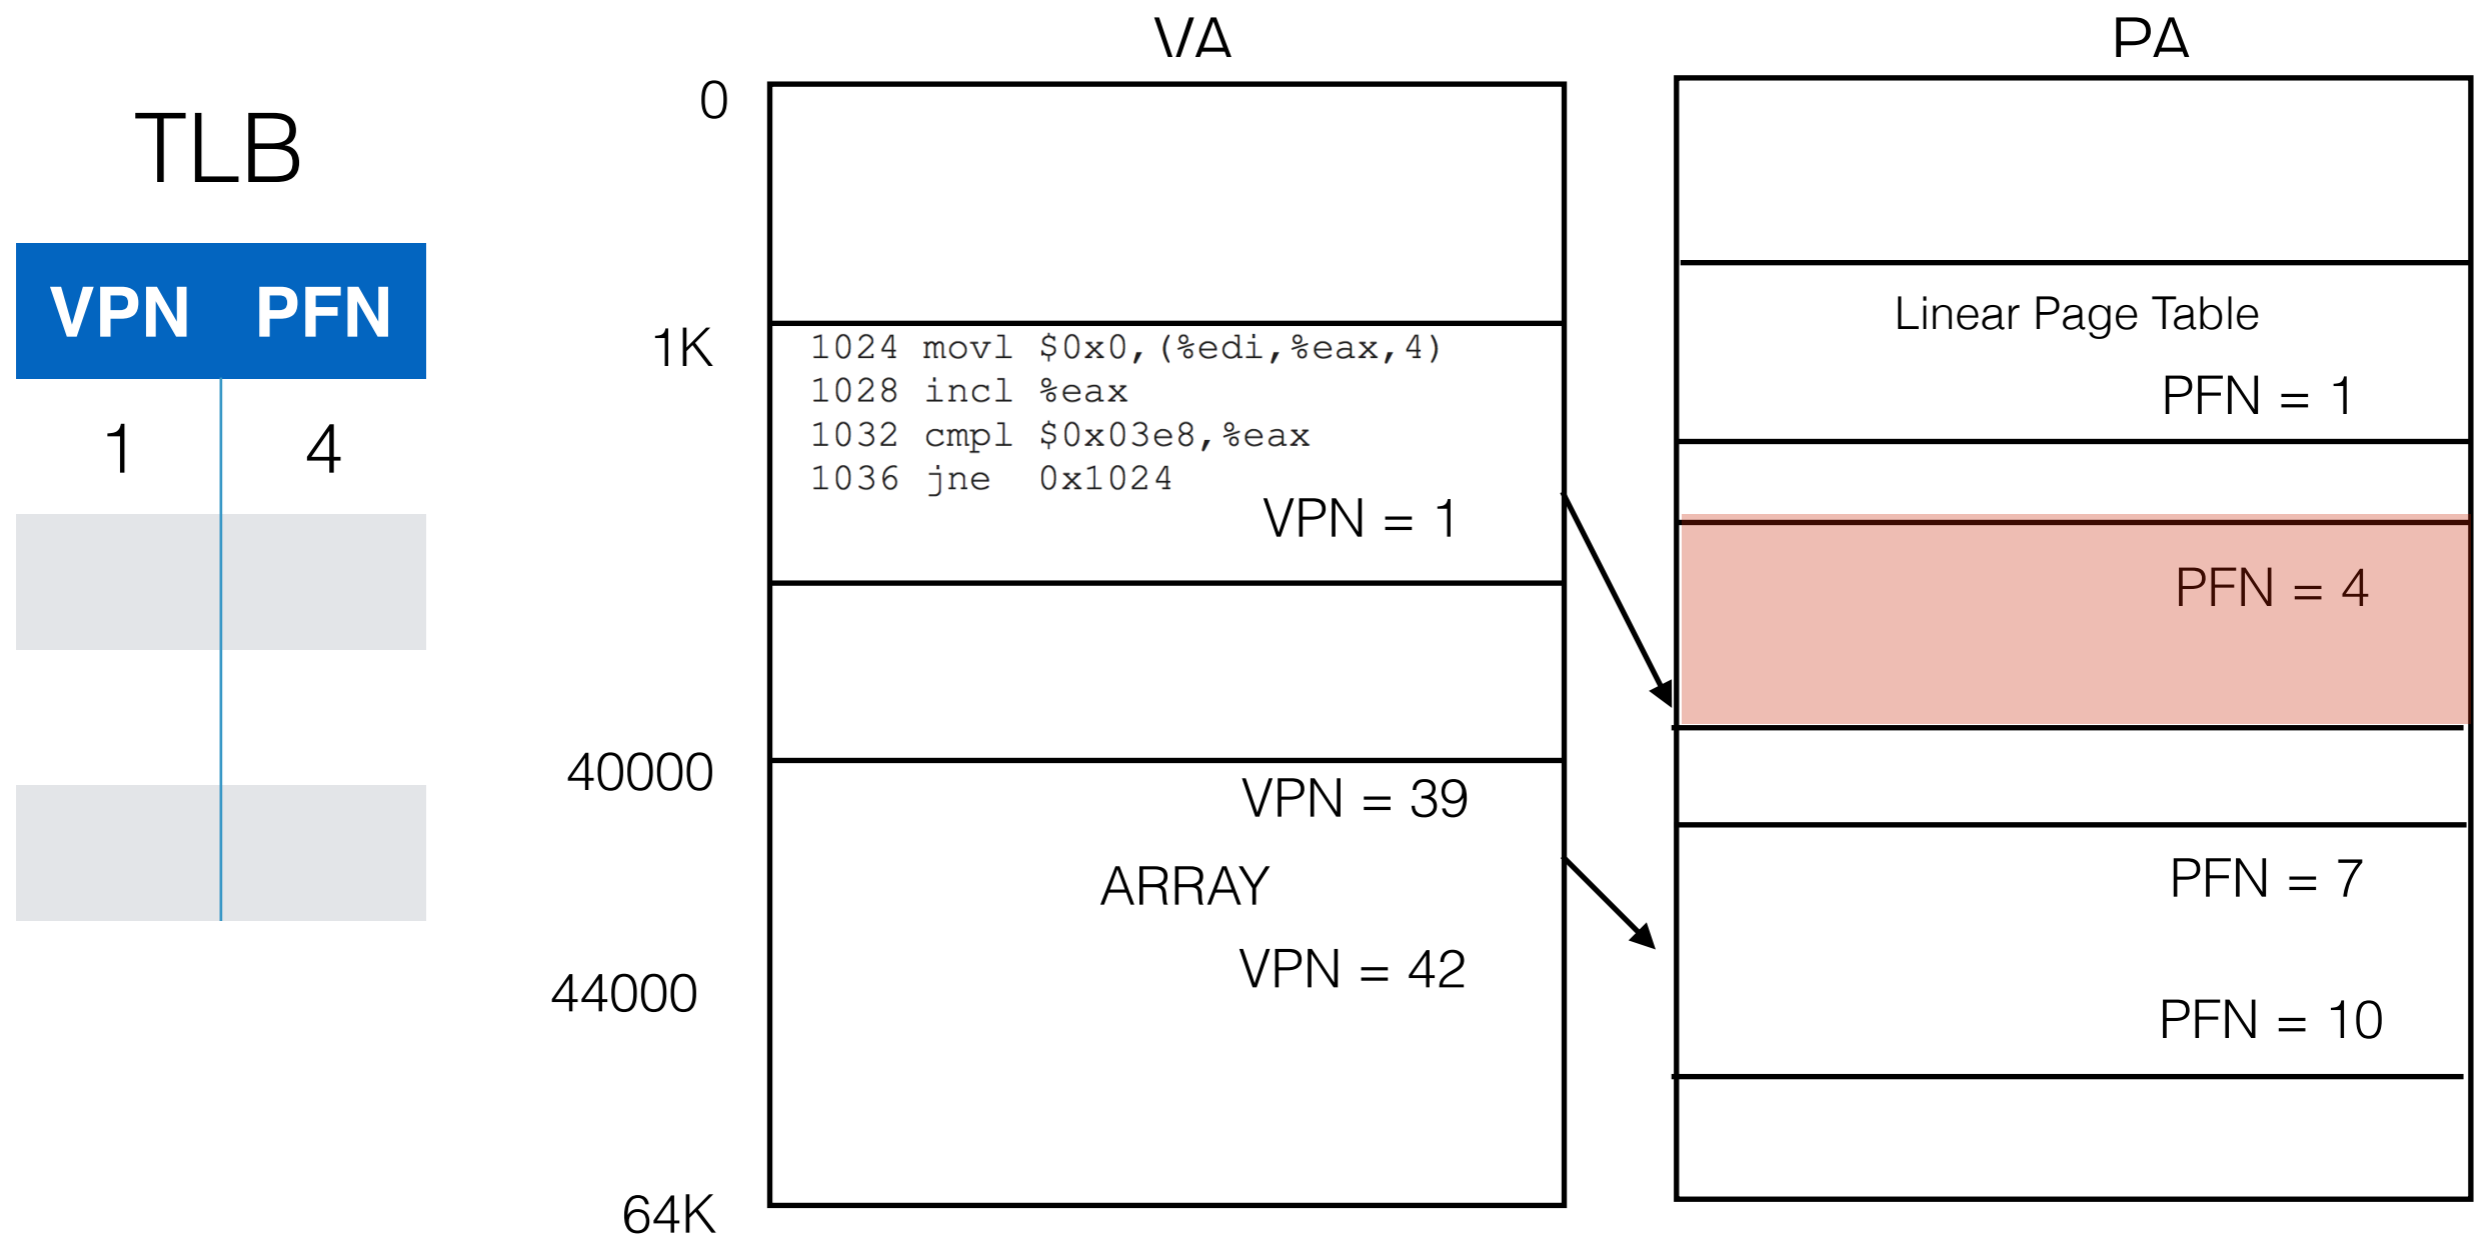 TLB
VPN PFN
1 4
VA
0
1K
1024 movl $0x0,(%edi,%eax,4)
1028 incl %eax
1032 cmpl $0x03e8,%eax
1036 jne 0x1024
VPN = 1
40000
VPN = 39
ARRAY
VPN = 42
44000
64K
PA
Linear Page Table
PFN = 1
PFN = 4
PFN = 7
PFN = 10